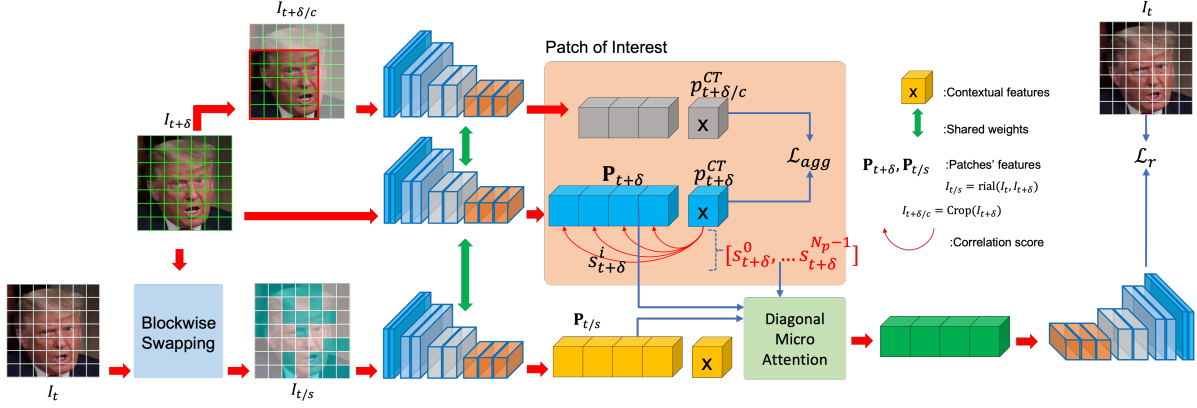 I_{t+δ/c}
I_t
Patch of Interest
p^{CT}_{t+δ/c}
X
X
:Contextual features
I_{t+δ}
:Shared weights
ℒ_{agg}
ℒ_r
P_{t+δ}
p^{CT}_{t+δ}
P_{t+δ}, P_{t/s}
:Patches' features
I_{t/s} = rial(I_t, I_{t+δ})
X
I_{t+δ/c} = Crop(I_{t+δ})
:Correlation score
s^i_{t+δ}
[s^0_{t+δ}, … s^{N_p−1}_{t+δ}]
Blockwise
Swapping
P_{t/s}
X
Diagonal
Micro
Attention
I_t
I_{t/s}